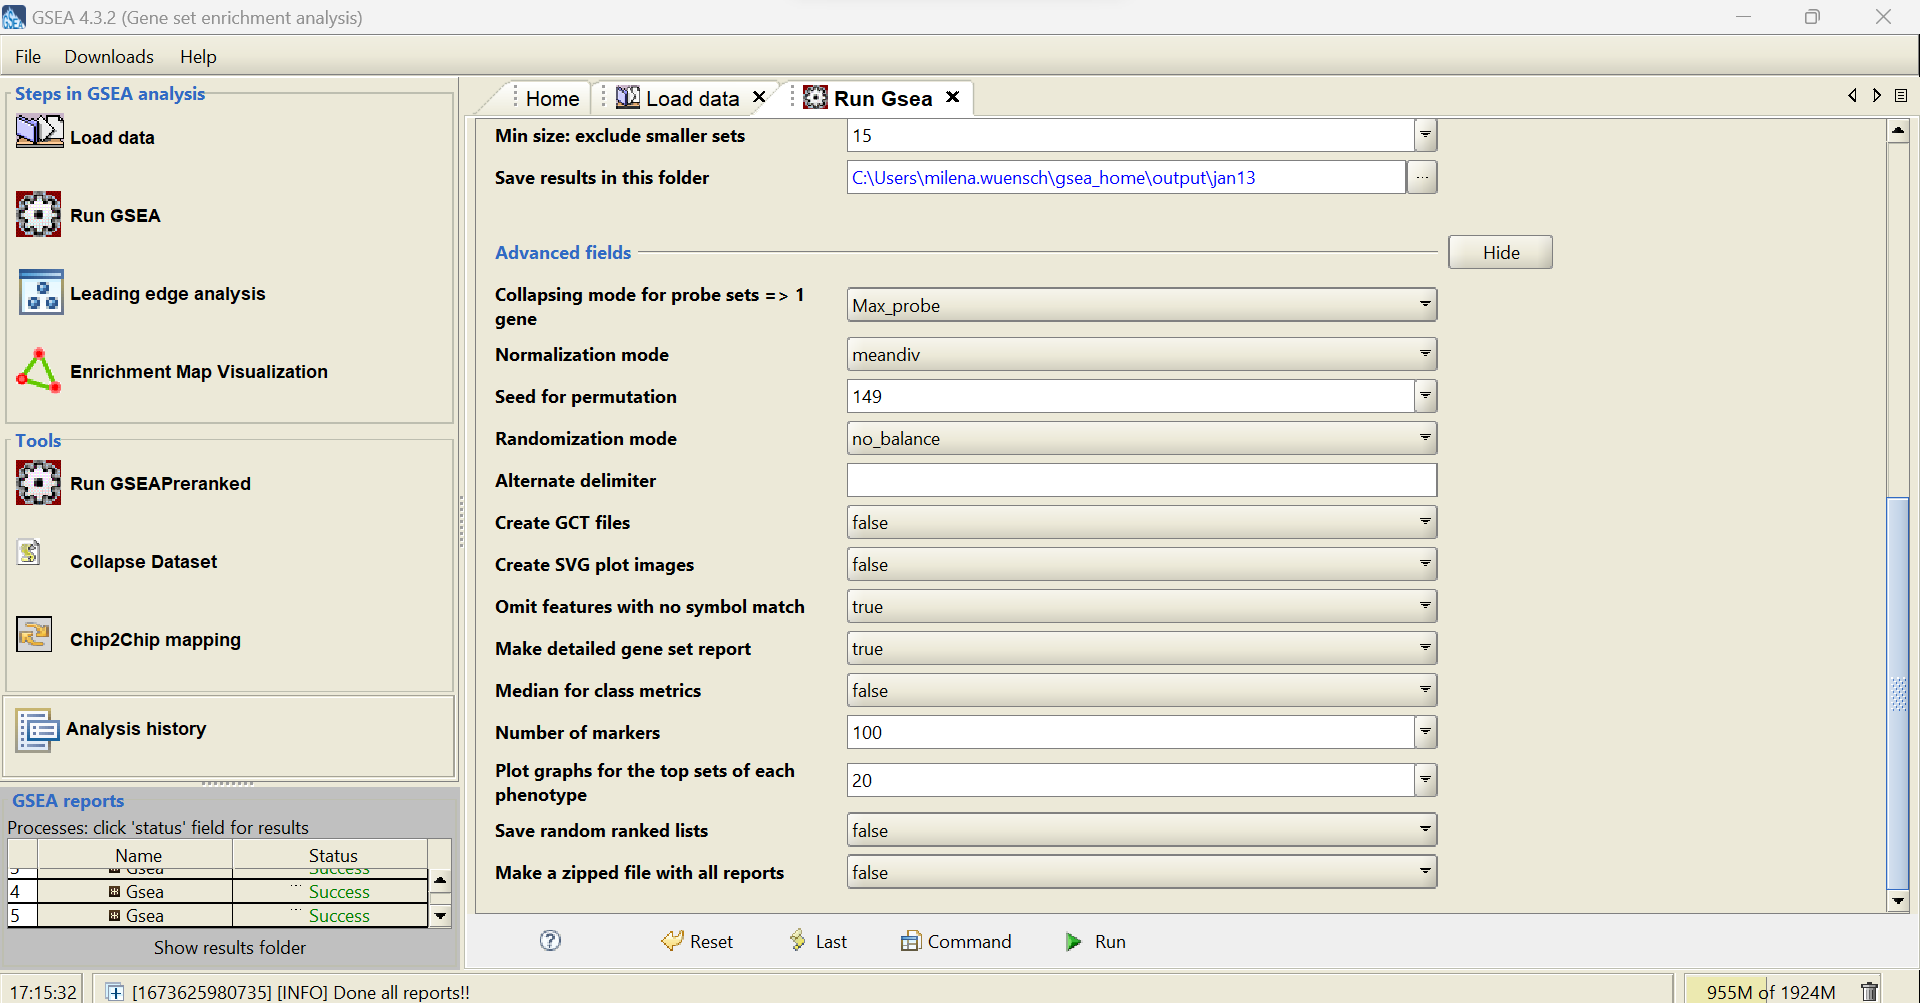 GSEA 4.3.2 (Gene set enrichment analysis)
File Downloads Help
Steps in GSEA analysis
Load data
Run GSEA
Leading edge analysis
Enrichment Map Visualization
Tools
Run GSEAPreranked
Collapse Dataset
Chip2Chip mapping
Analysis history
GSEA reports
Processes: click 'status' field for results
Name Status
3 Gsea Success
4 Gsea Success
5 Gsea Success
Show results folder
Home Load data Run Gsea
Min size: exclude smaller sets 15
Save results in this folder C:\Users\milena.wuensch\gsea_home\output\jan13 ...
Advanced fields Hide
Collapsing mode for probe sets => 1
gene Max_probe
Normalization mode meandiv
Seed for permutation 149
Randomization mode no_balance
Alternate delimiter
Create GCT files false
Create SVG plot images false
Omit features with no symbol match true
Make detailed gene set report true
Median for class metrics false
Number of markers 100
Plot graphs for the top sets of each
phenotype 20
Save random ranked lists false
Make a zipped file with all reports false
? Reset Last Command Run
17:15:32 [1673625980735] [INFO] Done all reports!! 955M of 1924M